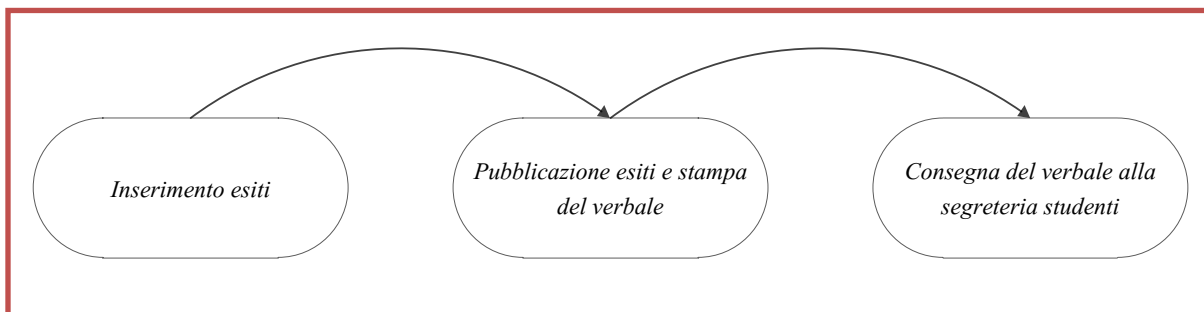 Inserimento esiti
Pubblicazione esiti e stampa
del verbale
Consegna del verbale alla
segreteria studenti